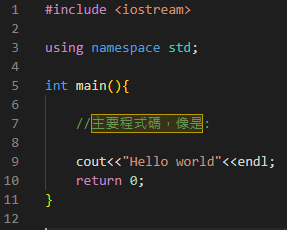 1 #include <iostream>
2
3 using namespace std;
4
5 int main(){
6
7 //主要程式碼，像是:
8
9 cout<<"Hello world"<<endl;
10 return 0;
11 }
12